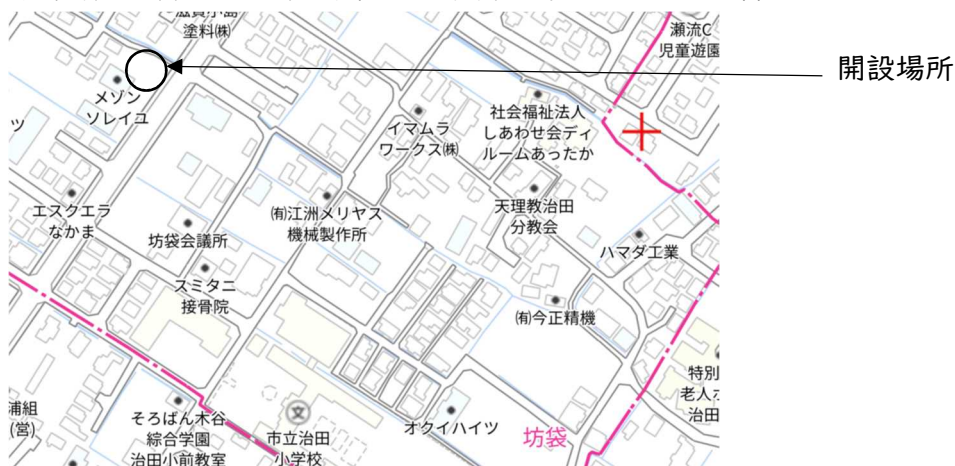 塗料㈱
瀬流C
児童遊園
開設場所
メゾン
ソレイユ
ツ
イマムラ
ワークス㈱
社会福祉法人
しあわせ会ディ
ルームあったか
エスクエラ
なかま
坊袋会議所
㈲江洲メリヤス
機械製作所
天理教治田
分教会
ハマダ工業
スミタニ
接骨院
㈲今正精機
特別
老人ホ
治田
浦組
(営)
そろばん木谷
綜合学園
治田小前教室
文
市立治田
小学校
オクイハイツ
坊袋